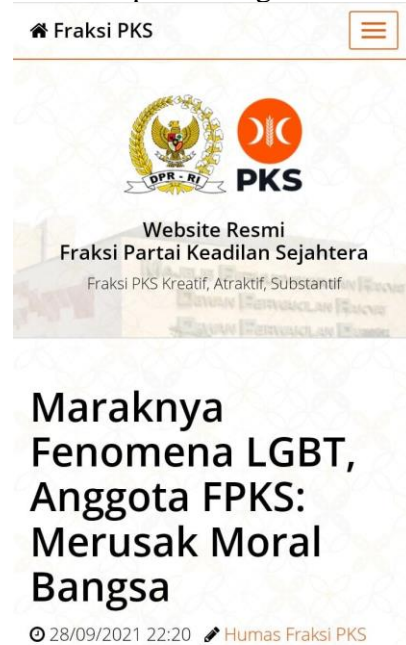 Fraksi PKS
DPR - RI
PKS
Website Resmi
Fraksi Partai Keadilan Sejahtera
Fraksi PKS Kreatif, Atraktif, Substantif
Maraknya
Fenomena LGBT,
Anggota FPKS:
Merusak Moral
Bangsa
28/09/2021 22:20 Humas Fraksi PKS